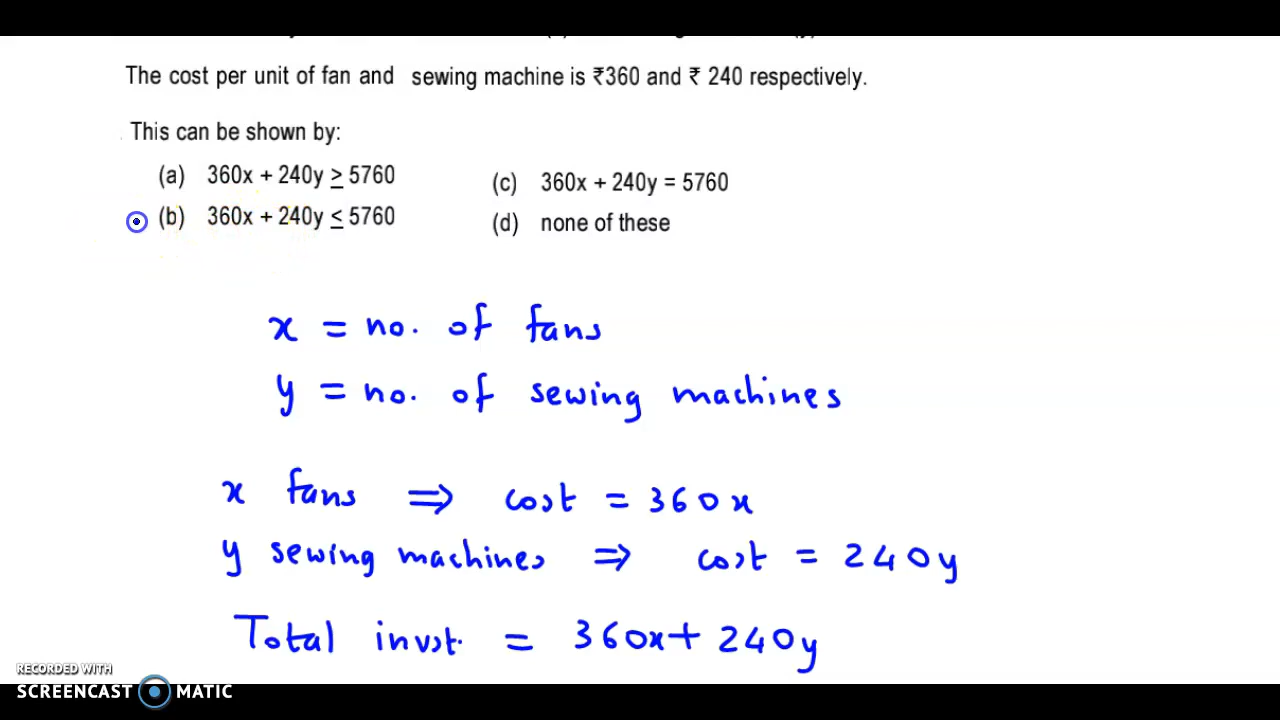 The cost per unit of fan and sewing machine is ₹360 and ₹ 240 respectively.
This can be shown by:
(a) 360x + 240y ≥ 5760
(c) 360x + 240y = 5760
(b) 360x + 240y ≤ 5760
(d) none of these
x = no. of fans
y = no. of sewing machines
x fans ⇒ cost = 360x
y sewing machines ⇒ cost = 240y
Total invst. = 360x + 240y
RECORDED WITH
SCREENCAST MATIC